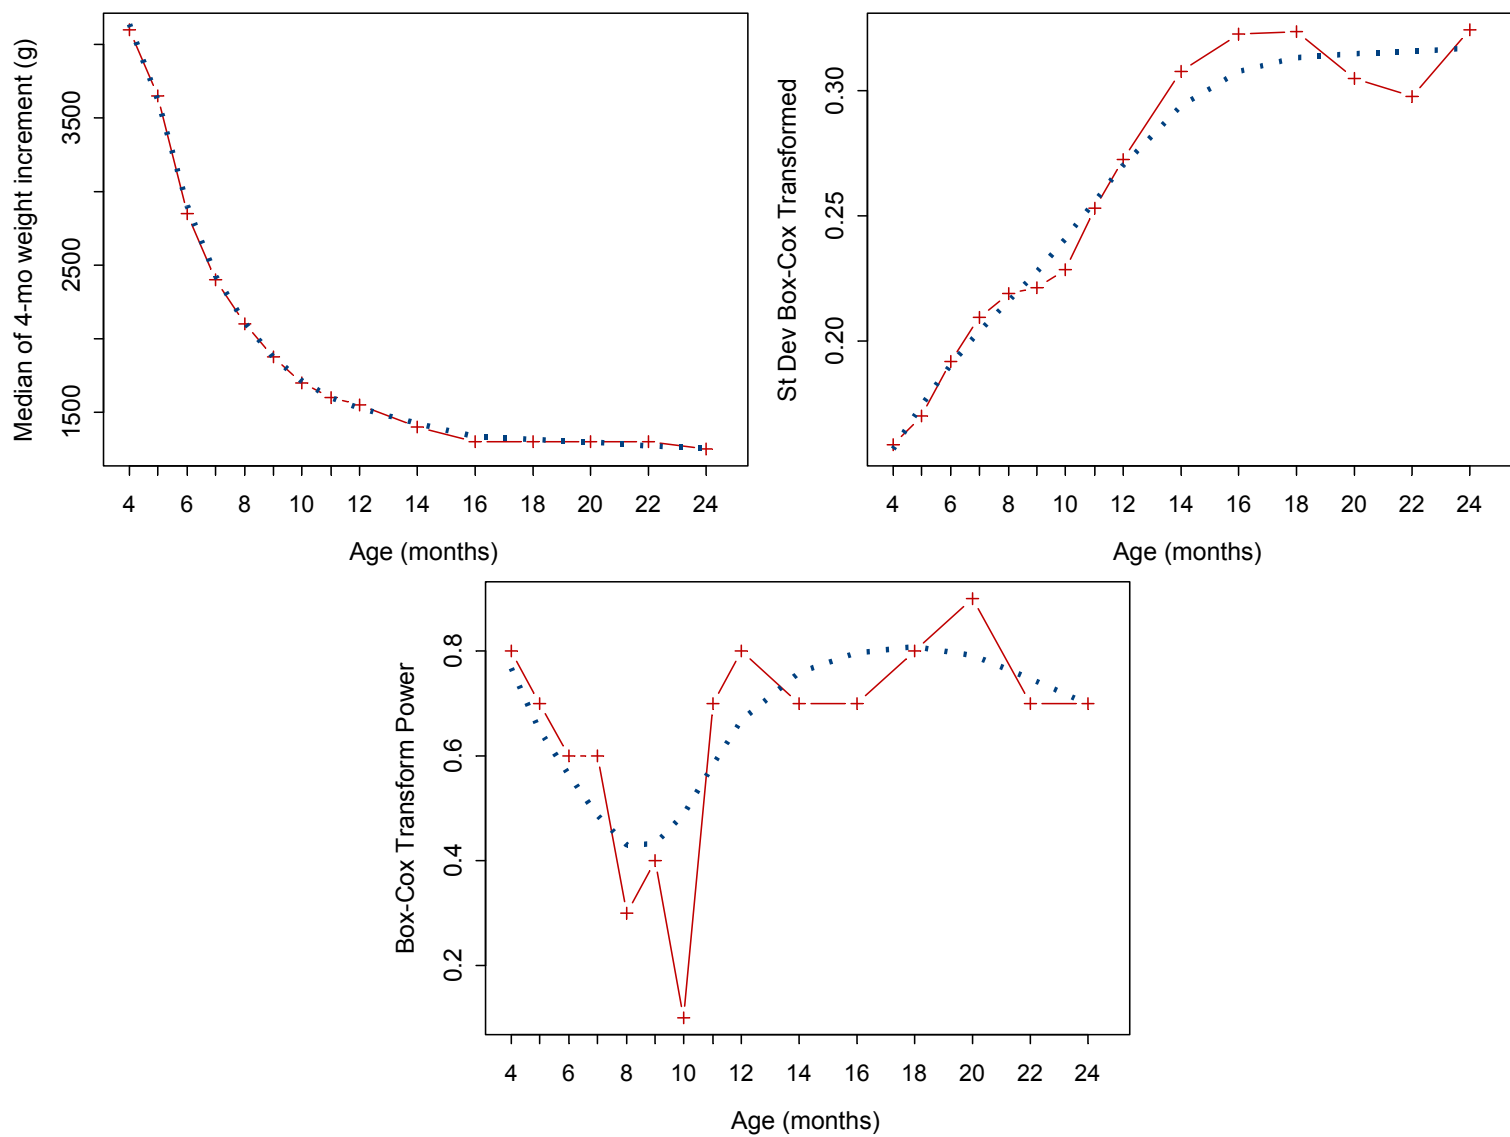 Median of 4-mo weight increment (g)
3500
2500
1500
4 6 8 10 12 14 16 18 20 22 24
Age (months)
St Dev Box-Cox Transformed
0.30
0.25
0.20
4 6 8 10 12 14 16 18 20 22 24
Age (months)
Box-Cox Transform Power
0.8
0.6
0.4
0.2
4 6 8 10 12 14 16 18 20 22 24
Age (months)